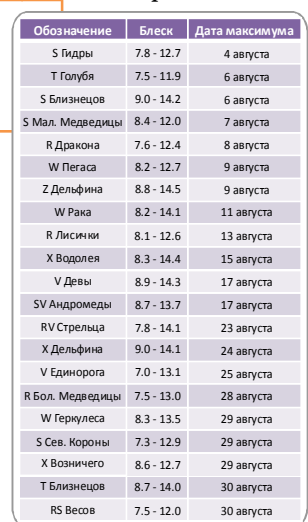 Обозначение Блеск Дата максимума
S Гидры 7.8 - 12.7 4 августа
T Голубя 7.5 - 11.9 6 августа
S Близнецов 9.0 - 14.2 6 августа
S Мал. Медведицы 8.4 - 12.0 7 августа
R Дракона 7.6 - 12.4 8 августа
W Пегаса 8.2 - 12.7 9 августа
Z Дельфина 8.8 - 14.5 9 августа
W Рака 8.2 - 14.1 11 августа
R Лисички 8.1 - 12.6 13 августа
X Водолея 8.3 - 14.4 15 августа
V Девы 8.9 - 14.3 17 августа
SV Андромеды 8.7 - 13.7 17 августа
RV Стрельца 7.8 - 14.1 23 августа
X Дельфина 9.0 - 14.1 24 августа
V Единорога 7.0 - 13.1 25 августа
R Бол. Медведицы 7.5 - 13.0 28 августа
W Геркулеса 8.3 - 13.5 29 августа
S Сев. Короны 7.3 - 12.9 29 августа
X Возничего 8.6 - 12.7 29 августа
T Близнецов 8.7 - 14.0 30 августа
RS Весов 7.5 - 12.0 30 августа